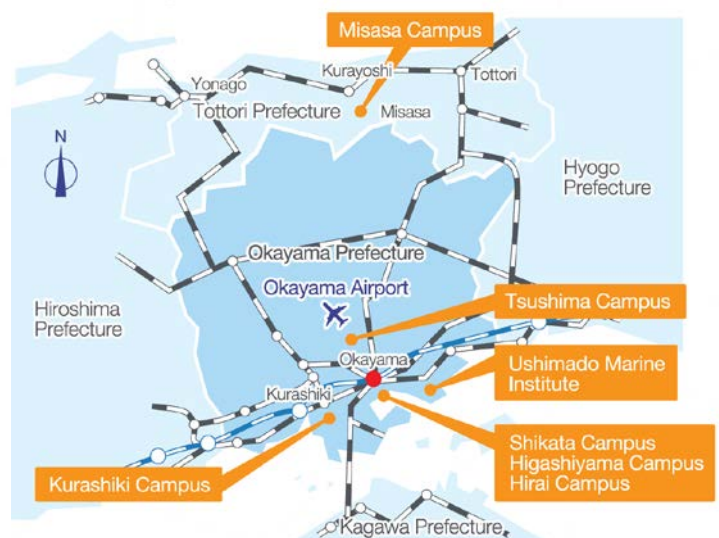 Misasa Campus
Yonago
Kurayoshi
Tottori
Tottori Prefecture
Misasa
N
Hyogo
Prefecture
Okayama Prefecture
Okayama Airport
Tsushima Campus
Hiroshima
Prefecture
Okayama
Ushimado Marine
Institute
Kurashiki
Shikata Campus
Higashiyama Campus
Hirai Campus
Kurashiki Campus
Kagawa Prefecture